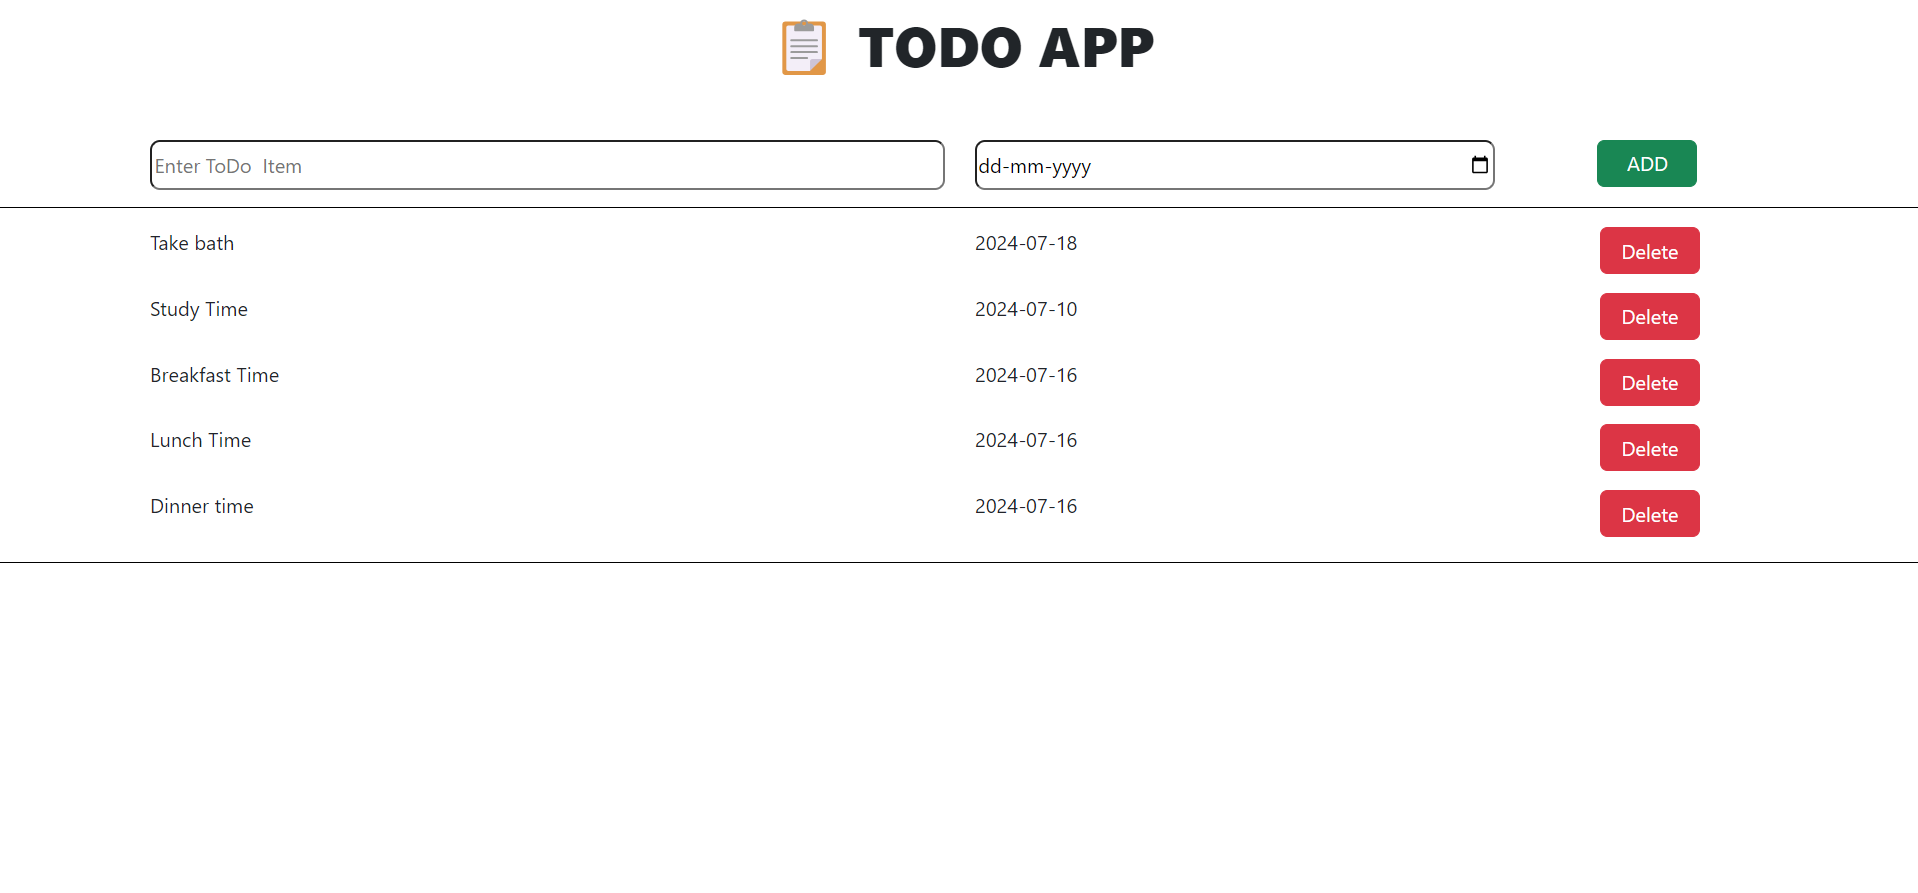 TODO APP
Enter ToDo  Item dd-mm-yyyy ADD
Take bath 2024-07-18 Delete
Study Time 2024-07-10 Delete
Breakfast Time 2024-07-16 Delete
Lunch Time 2024-07-16 Delete
Dinner time 2024-07-16 Delete